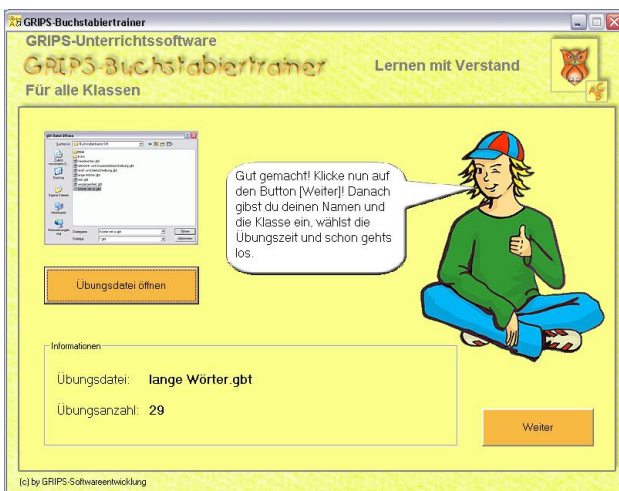 GRIPS-Buchstabiertrainer
GRIPS-Unterrichtssoftware
GRIPS-Buchstabiertrainer
Lernen mit Verstand
Für alle Klassen
Gut gemacht! Klicke nun auf
den Button [Weiter]! Danach
gibst du deinen Namen und
die Klasse ein, wählst die
Übungszeit und schon gehts
los.
Übungsdatei öffnen
Informationen
Übungsdatei: lange Wörter.gbt
Übungsanzahl: 29
Weiter
(c) by GRIPS-Softwareentwicklung